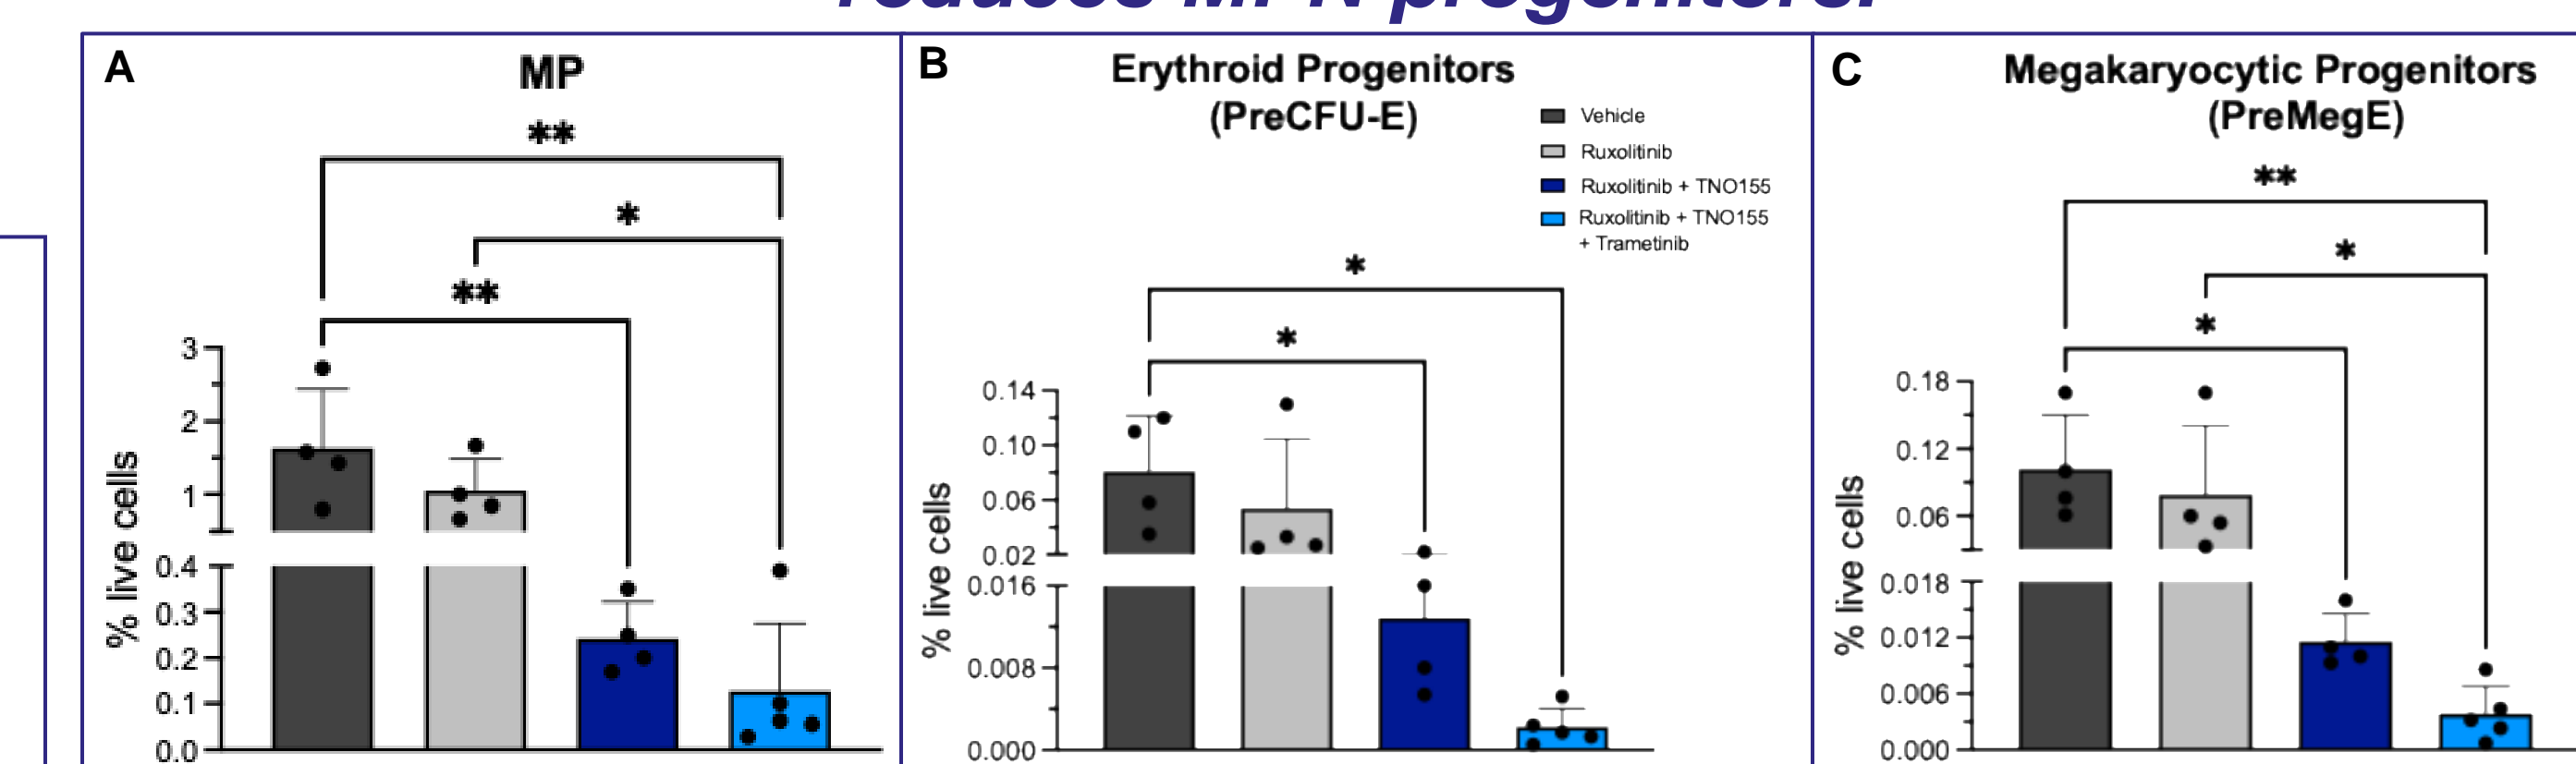 reduces MPN progenitors.
A
MP
**
*
**
3
2
1
0.4
0.3
0.2
0.1
0.0
% live cells
B
Erythroid Progenitors
(PreCFU-E)
Vehicle
Ruxolitinib
Ruxolitinib + TNO155
Ruxolitinib + TNO155
+ Trametinib
*
*
0.14
0.10
0.06
0.02
0.016
0.008
0.000
% live cells
C
Megakaryocytic Progenitors
(PreMegE)
**
*
*
0.18
0.12
0.06
0.018
0.012
0.006
0.000
% live cells